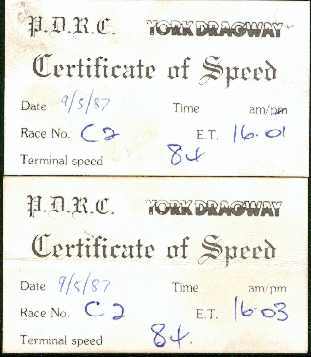 P.D.R.C. YORK DRAGWAY
Certificate of Speed
Date 9/5/87 Time am/pm
Race No. C2 E.T. 16.01
Terminal speed 84
P.D.R.C. YORK DRAGWAY
Certificate of Speed
Date 9/5/87 Time am/pm
Race No. C2 E.T. 16.03
Terminal speed 84.